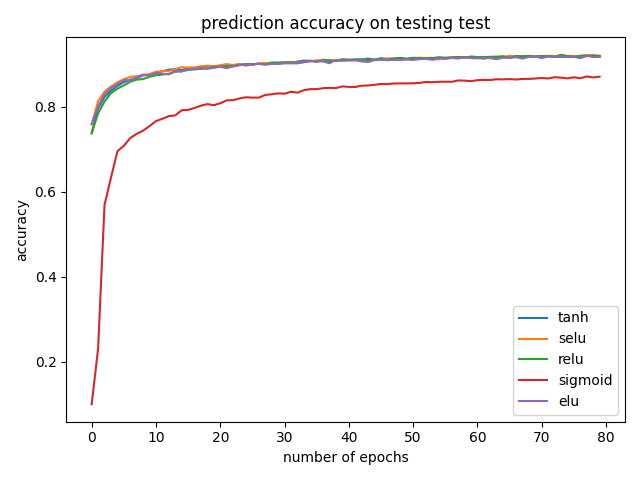 prediction accuracy on testing test
accuracy
0.8
0.6
0.4
0.2
tanh
selu
relu
sigmoid
elu
0 10 20 30 40 50 60 70 80
number of epochs